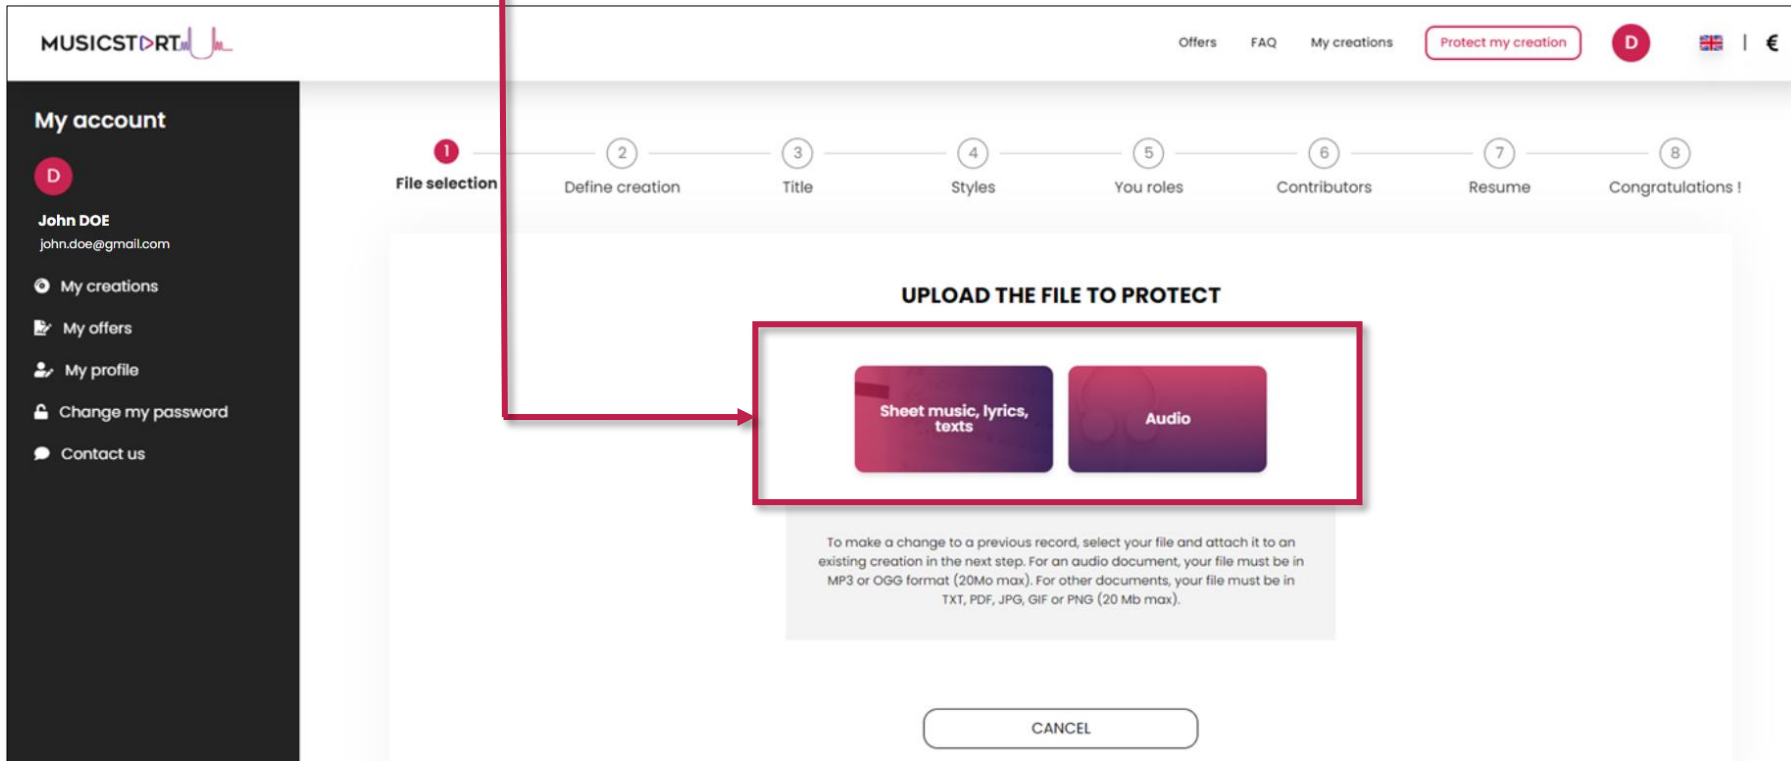 MUSICSTART
Offers FAQ My creations Protect my creation D | €
My account
D
John DOE
john.doe@gmail.com
My creations
My offers
My profile
Change my password
Contact us
1 2 3 4 5 6 7 8
File selection Define creation Title Styles You roles Contributors Resume Congratulations !
UPLOAD THE FILE TO PROTECT
Sheet music, lyrics,
texts
Audio
To make a change to a previous record, select your file and attach it to an
existing creation in the next step. For an audio document, your file must be in
MP3 or OGG format (20Mo max). For other documents, your file must be in
TXT, PDF, JPG, GIF or PNG (20 Mb max).
CANCEL